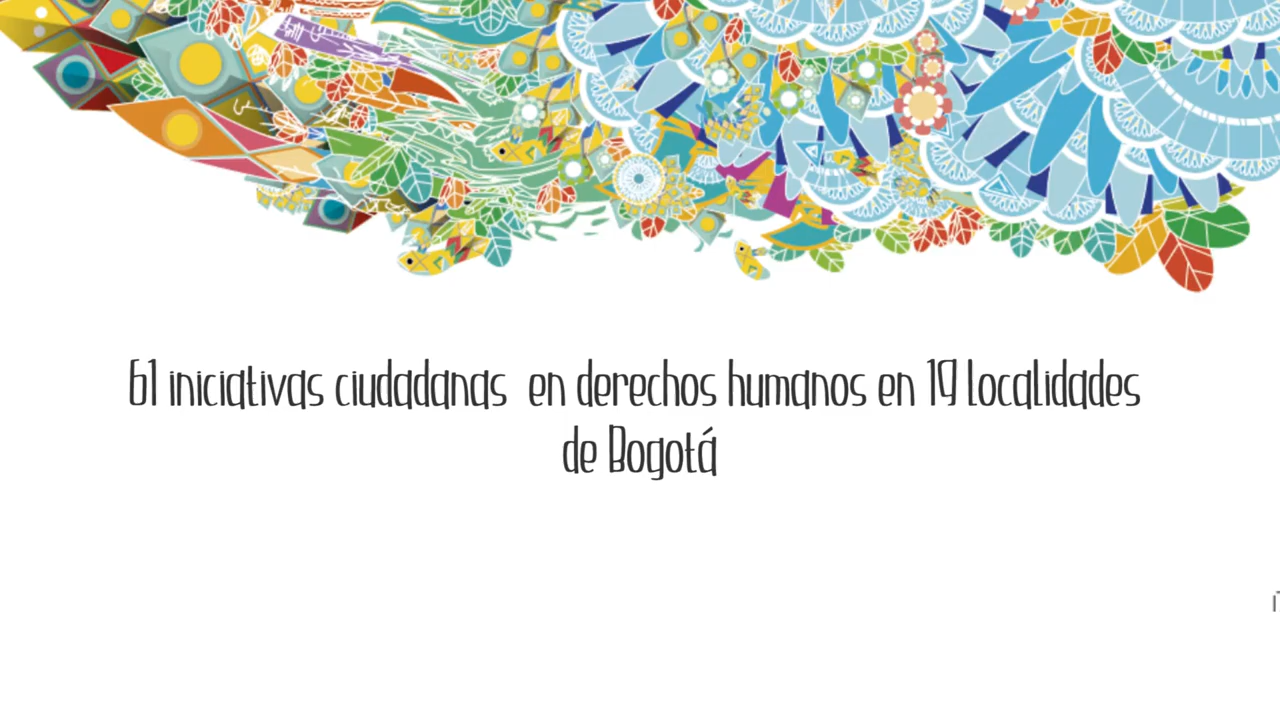 61 iniciativas ciudadanas en derechos humanos en 19 localidades
de Bogotá